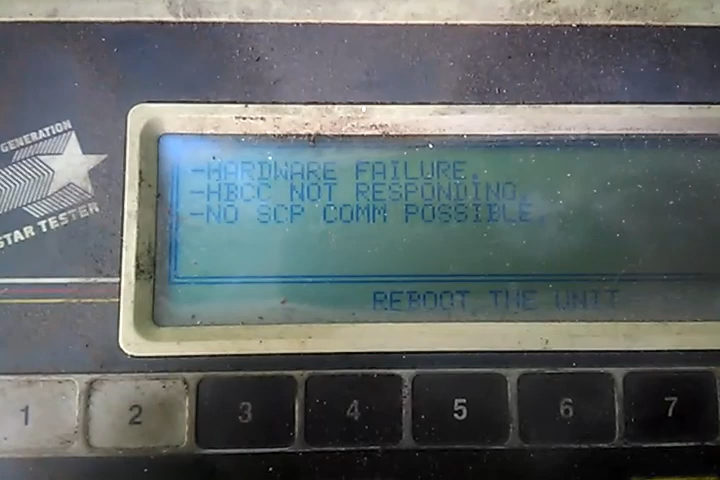 GENERATION
STAR TESTER
-HARDWARE FAILURE.
-HBCC NOT RESPONDING.
-NO SCP COMM POSSIBLE.
REBOOT THE UNIT
1 2 3 4 5 6 7